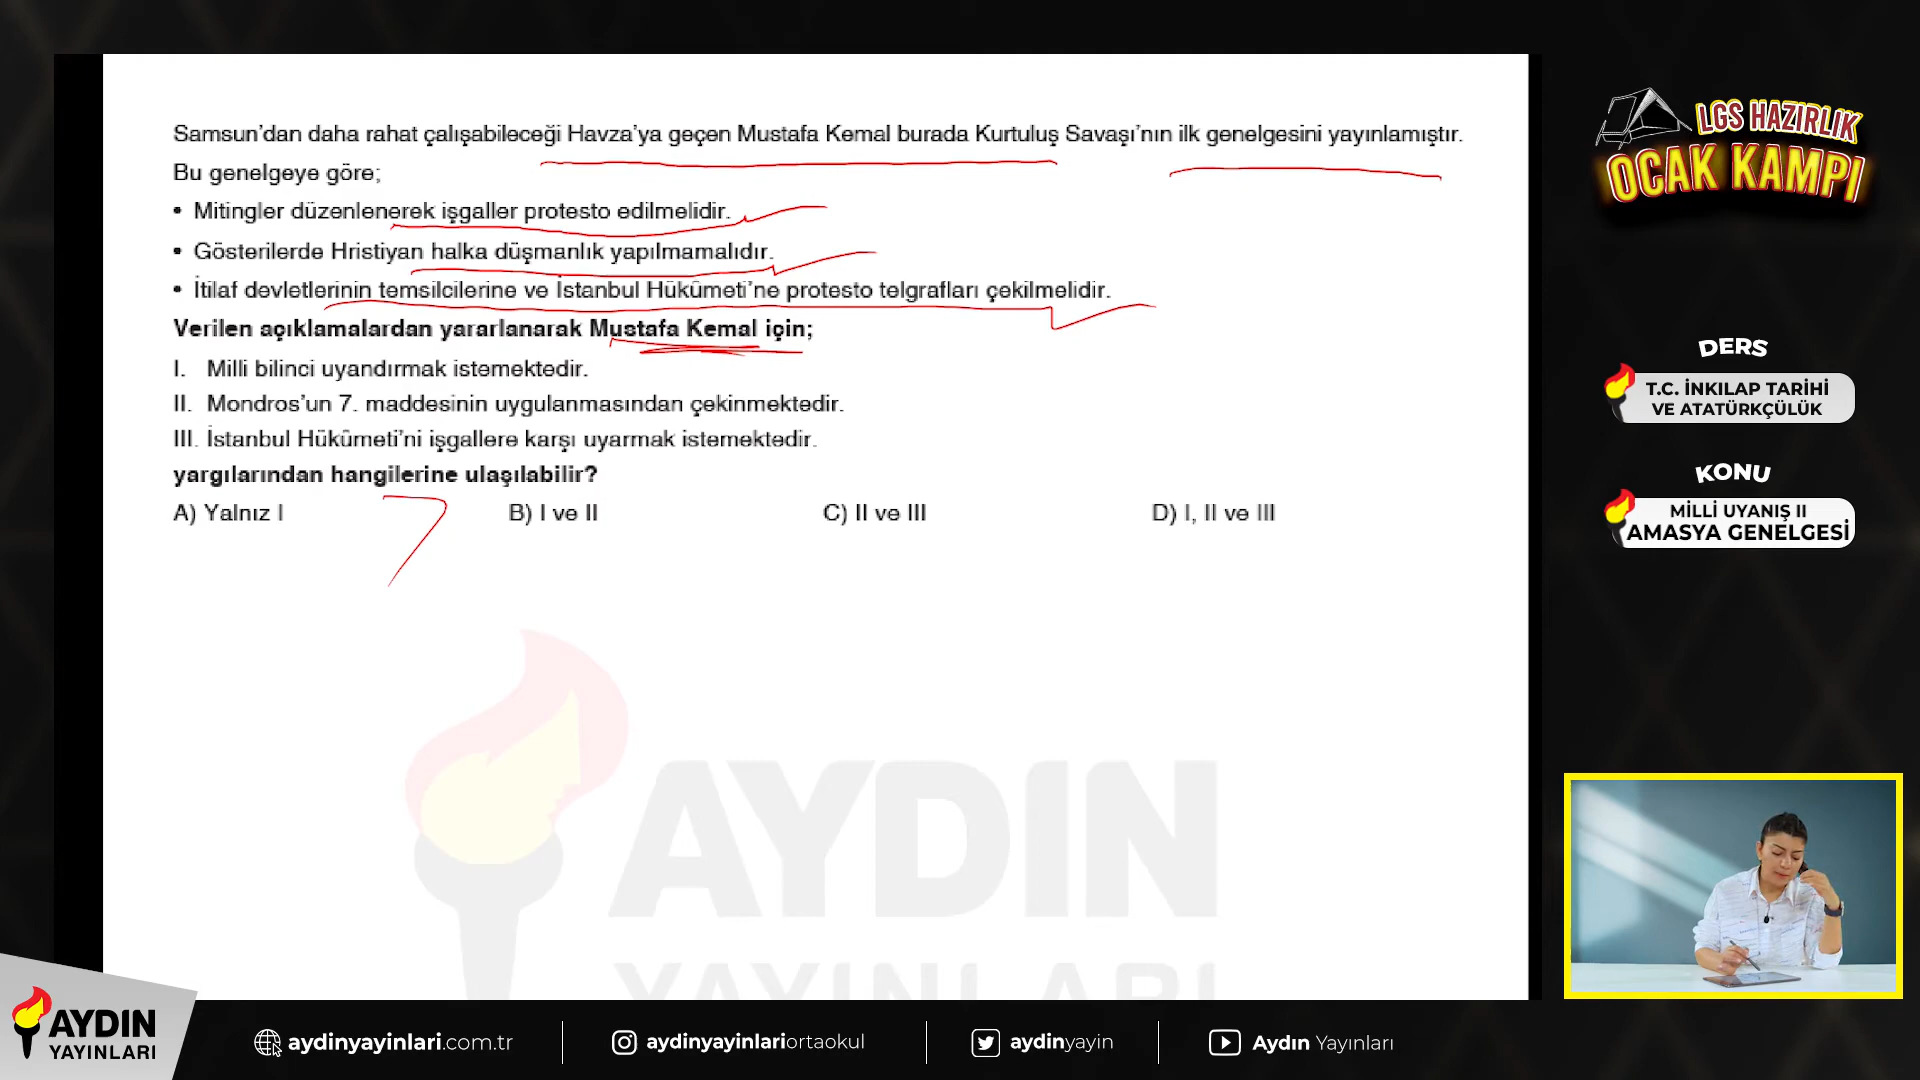 Samsun’dan daha rahat çalışabileceği Havza’ya geçen Mustafa Kemal burada Kurtuluş Savaşı’nın ilk genelgesini yayınlamıştır.
Bu genelgeye göre;
• Mitingler düzenlenerek işgaller protesto edilmelidir.
• Gösterilerde Hristiyan halka düşmanlık yapılmamalıdır.
• İtilaf devletlerinin temsilcilerine ve İstanbul Hükûmeti’ne protesto telgrafları çekilmelidir.
Verilen açıklamalardan yararlanarak Mustafa Kemal için;
I. Milli bilinci uyandırmak istemektedir.
II. Mondros’un 7. maddesinin uygulanmasından çekinmektedir.
III. İstanbul Hükûmeti’ni işgallere karşı uyarmak istemektedir.
yargılarından hangilerine ulaşılabilir?
A) Yalnız I B) I ve II C) II ve III D) I, II ve III
7
AYDIN
YAYINLARI
LGS HAZIRLIK
OCAK KAMPI
DERS
T.C. İNKILAP TARİHİ
VE ATATÜRKÇÜLÜK
KONU
MİLLİ UYANIŞ II
AMASYA GENELGESİ
AYDIN
YAYINLARI
aydinyayinlari.com.tr
aydinyayinlariortaokul
aydinyayin
Aydın Yayınları